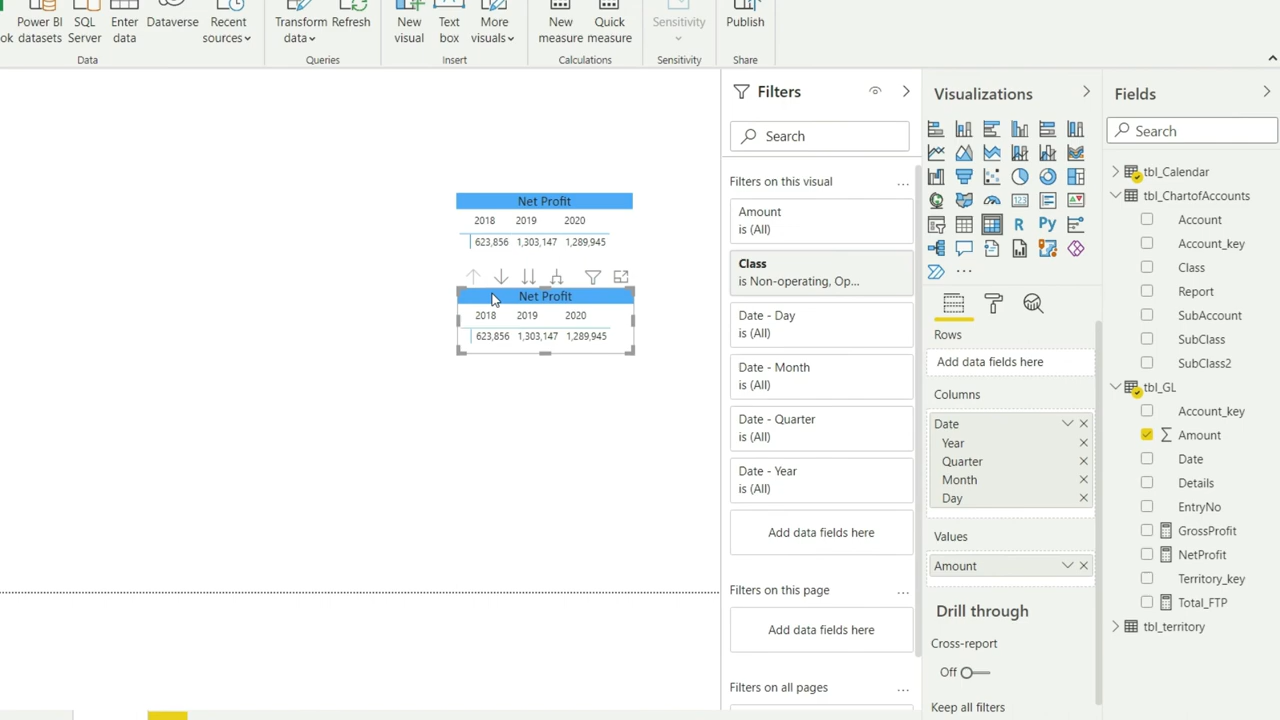 ok
Power BI
datasets
SQL
Server
Enter
data
Dataverse
Recent
sources
Data
Transform
data
Refresh
Queries
New
visual
Text
box
More
visuals
Insert
New
measure
Quick
measure
Calculations
Sensitivity
Sensitivity
Publish
Share
Net Profit
2018 2019 2020
623,856 1,303,147 1,289,945
Net Profit
2018 2019 2020
623,856 1,303,147 1,289,945
Filters
Search
Filters on this visual ...
Amount
is (All)
Class
is Non-operating, Op...
Date - Day
is (All)
Date - Month
is (All)
Date - Quarter
is (All)
Date - Year
is (All)
Add data fields here
Filters on this page ...
Add data fields here
Filters on all pages ...
Visualizations
R Py
...
Rows
Add data fields here
Columns
Date
Year
Quarter
Month
Day
Values
Amount
Drill through
Cross-report
Off
Keep all filters
Fields
Search
tbl_Calendar
tbl_ChartofAccounts
Account
Account_key
Class
Report
SubAccount
SubClass
SubClass2
tbl_GL
Account_key
Σ Amount
Date
Details
EntryNo
GrossProfit
NetProfit
Territory_key
Total_FTP
tbl_territory